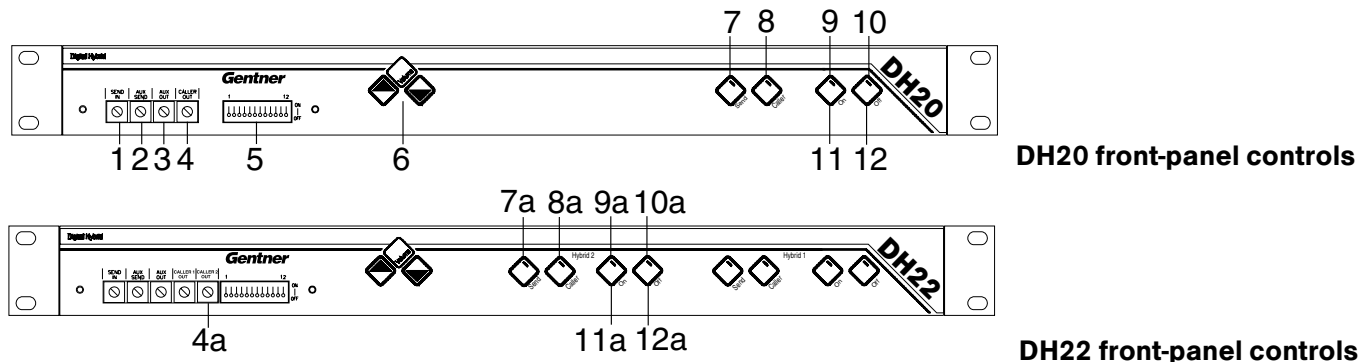 7 8 9 10
Digital Hybrid
Gentner
SEND IN AUX SEND AUX OUT CALLER OUT
1 12
ON
OFF
Volume
Send Caller On Off
DH20
1 2 3 4 5 6 11 12
DH20 front-panel controls
7a 8a 9a 10a
Digital Hybrid
Gentner
Hybrid 2 Hybrid 1
SEND IN AUX SEND AUX OUT CALLER 1 OUT CALLER 2 OUT
1 12
ON
OFF
Volume
Send Caller On Off Send Caller On Off
DH22
4a 11a 12a
DH22 front-panel controls